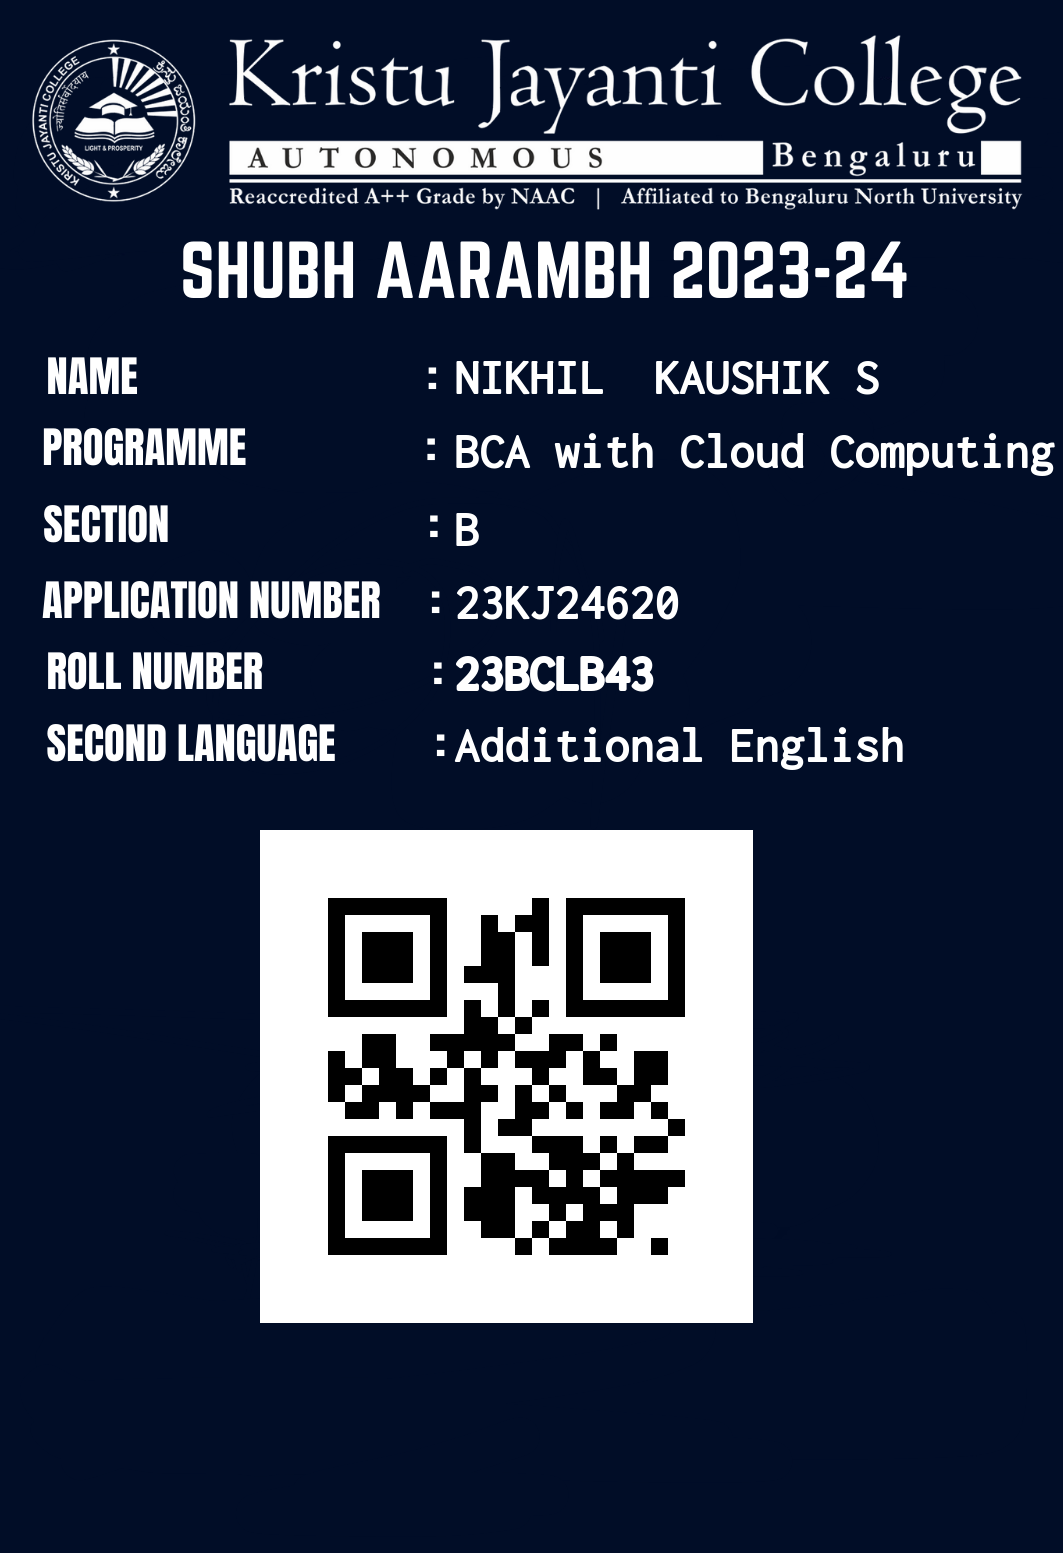 Kristu Jayanti College
AUTONOMOUS Bengaluru
Reaccredited A++ Grade by NAAC | Affiliated to Bengaluru North University
KRISTU JAYANTI COLLEGE
LIGHT & PROSPERITY
SHUBH AARAMBH 2023-24
NAME : NIKHIL KAUSHIK S
PROGRAMME : BCA with Cloud Computing
SECTION : B
APPLICATION NUMBER : 23KJ24620
ROLL NUMBER : 23BCLB43
SECOND LANGUAGE : Additional English